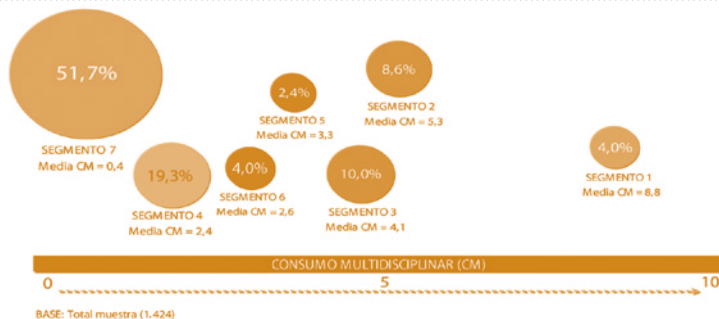 51,7%
SEGMENTO 7
Media CM = 0,4
19,3%
SEGMENTO 4
Media CM = 2,4
4,0%
SEGMENTO 6
Media CM = 2,6
2,4%
SEGMENTO 5
Media CM = 3,3
10,0%
SEGMENTO 3
Media CM = 4,1
8,6%
SEGMENTO 2
Media CM = 5,3
4,0%
SEGMENTO 1
Media CM = 8,8
CONSUMO MULTIDISCIPLINAR (CM)
0 5 10
BASE: Total muestra (1.424)